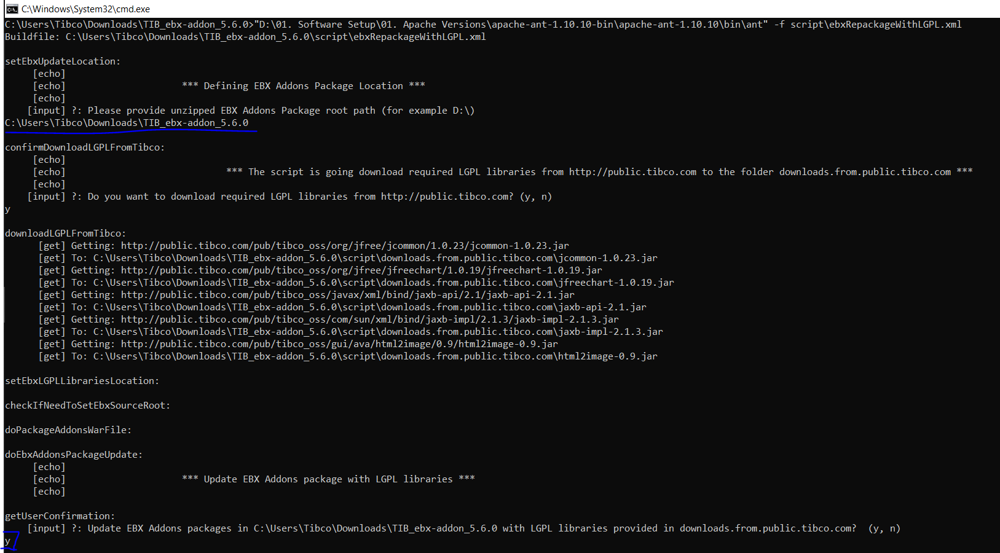 C:\Windows\System32\cmd.exe
C:\Users\Tibco\Downloads\TIB_ebx-addon_5.6.0>"D:\01. Software Setup\01. Apache Versions\apache-ant-1.10.10-bin\apache-ant-1.10.10\bin\ant" -f script\ebxRepackageWithLGPL.xml
Buildfile: C:\Users\Tibco\Downloads\TIB_ebx-addon_5.6.0\script\ebxRepackageWithLGPL.xml
setEbxUpdateLocation:
[echo]
[echo] *** Defining EBX Addons Package Location ***
[echo]
[input] ?: Please provide unzipped EBX Addons Package root path (for example D:\)
C:\Users\Tibco\Downloads\TIB_ebx-addon_5.6.0
confirmDownloadLGPLFromTibco:
[echo]
[echo] *** The script is going download required LGPL libraries from http://public.tibco.com to the folder downloads.from.public.tibco.com ***
[echo]
[input] ?: Do you want to download required LGPL libraries from http://public.tibco.com? (y, n)
y
downloadLGPLFromTibco:
[get] Getting: http://public.tibco.com/pub/tibco_oss/org/jfree/jcommon/1.0.23/jcommon-1.0.23.jar
[get] To: C:\Users\Tibco\Downloads\TIB_ebx-addon_5.6.0\script\downloads.from.public.tibco.com\jcommon-1.0.23.jar
[get] Getting: http://public.tibco.com/pub/tibco_oss/org/jfree/jfreechart/1.0.19/jfreechart-1.0.19.jar
[get] To: C:\Users\Tibco\Downloads\TIB_ebx-addon_5.6.0\script\downloads.from.public.tibco.com\jfreechart-1.0.19.jar
[get] Getting: http://public.tibco.com/pub/tibco_oss/javax/xml/bind/jaxb-api/2.1/jaxb-api-2.1.jar
[get] To: C:\Users\Tibco\Downloads\TIB_ebx-addon_5.6.0\script\downloads.from.public.tibco.com\jaxb-api-2.1.jar
[get] Getting: http://public.tibco.com/pub/tibco_oss/com/sun/xml/bind/jaxb-impl/2.1.3/jaxb-impl-2.1.3.jar
[get] To: C:\Users\Tibco\Downloads\TIB_ebx-addon_5.6.0\script\downloads.from.public.tibco.com\jaxb-impl-2.1.3.jar
[get] Getting: http://public.tibco.com/pub/tibco_oss/gui/ava/html2image/0.9/html2image-0.9.jar
[get] To: C:\Users\Tibco\Downloads\TIB_ebx-addon_5.6.0\script\downloads.from.public.tibco.com\html2image-0.9.jar
setEbxLGPLLibrariesLocation:
checkIfNeedToSetEbxSourceRoot:
doPackageAddonsWarFile:
doEbxAddonsPackageUpdate:
[echo]
[echo] *** Update EBX Addons package with LGPL libraries ***
[echo]
getUserConfirmation:
[input] ?: Update EBX Addons packages in C:\Users\Tibco\Downloads\TIB_ebx-addon_5.6.0 with LGPL libraries provided in downloads.from.public.tibco.com?  (y, n)
y